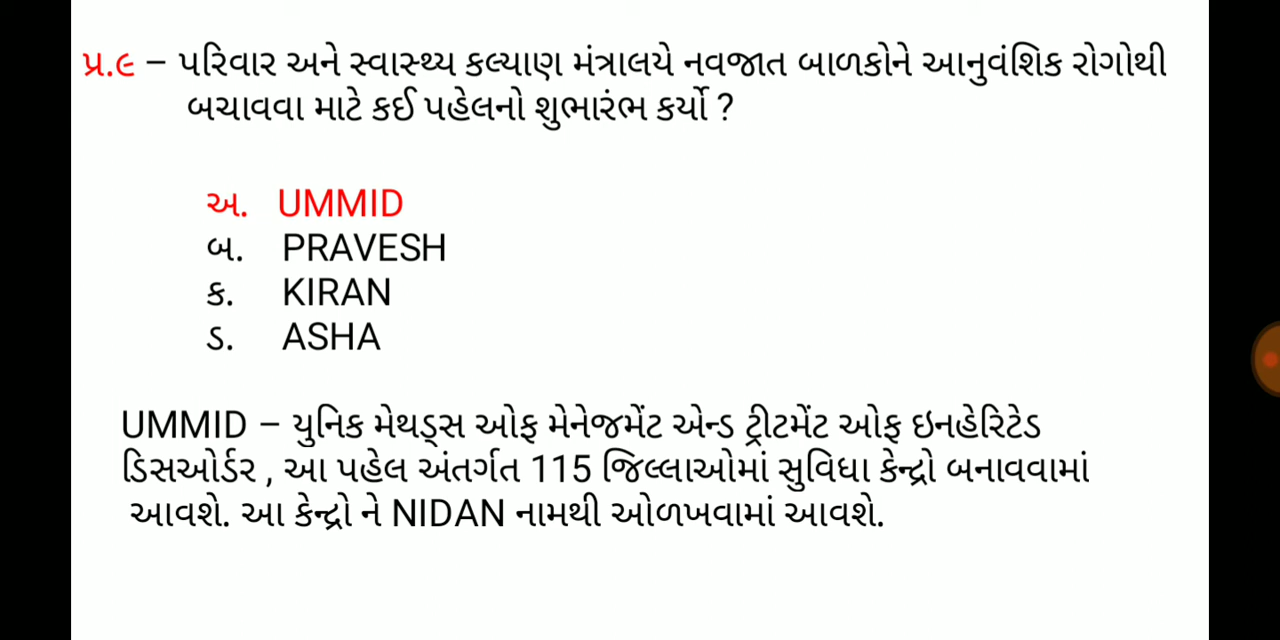 પ્ર.૯ – પરિવાર અને સ્વાસ્થ્ય કલ્યાણ મંત્રાલયે નવજાત બાળકોને આનુવંશિક રોગોથી
બચાવવા માટે કઈ પહેલનો શુભારંભ કર્યો ?
અ. UMMID
બ. PRAVESH
ક. KIRAN
ડ. ASHA
UMMID – યુનિક મેથડ્સ ઓફ મેનેજમેંટ એન્ડ ટ્રીટમેંટ ઓફ ઇનહેરિટેડ
ડિસઓર્ડર , આ પહેલ અંતર્ગત 115 જિલ્લાઓમાં સુવિધા કેન્દ્રો બનાવવામાં
આવશે. આ કેન્દ્રો ને NIDAN નામથી ઓળખવામાં આવશે.